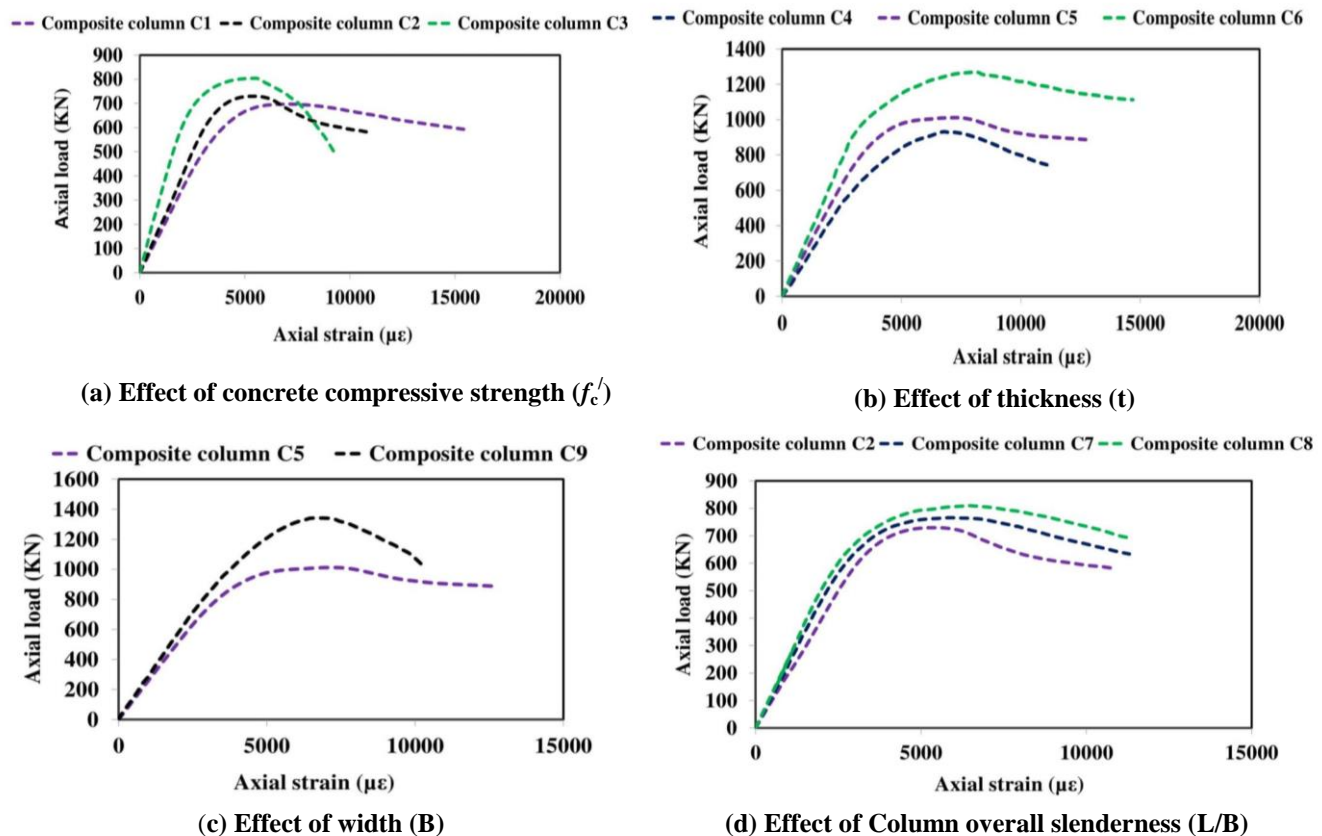 Composite column C1 Composite column C2 Composite column C3
900
800
700
600
500
400
300
200
100
0
Axial load (KN)
0 5000 10000 15000 20000
Axial strain (µε)
(a) Effect of concrete compressive strength (fc/)
Composite column C4 Composite column C5 Composite column C6
1400
1200
1000
800
600
400
200
0
Axial load (KN)
0 5000 10000 15000 20000
Axial strain (µε)
(b) Effect of thickness (t)
Composite column C5 Composite column C9
1600
1400
1200
1000
800
600
400
200
0
Axial load (KN)
0 5000 10000 15000
Axial strain (µε)
(c) Effect of width (B)
Composite column C2 Composite column C7 Composite column C8
900
800
700
600
500
400
300
200
100
0
Axial load (KN)
0 5000 10000 15000
Axial strain (µε)
(d) Effect of Column overall slenderness (L/B)